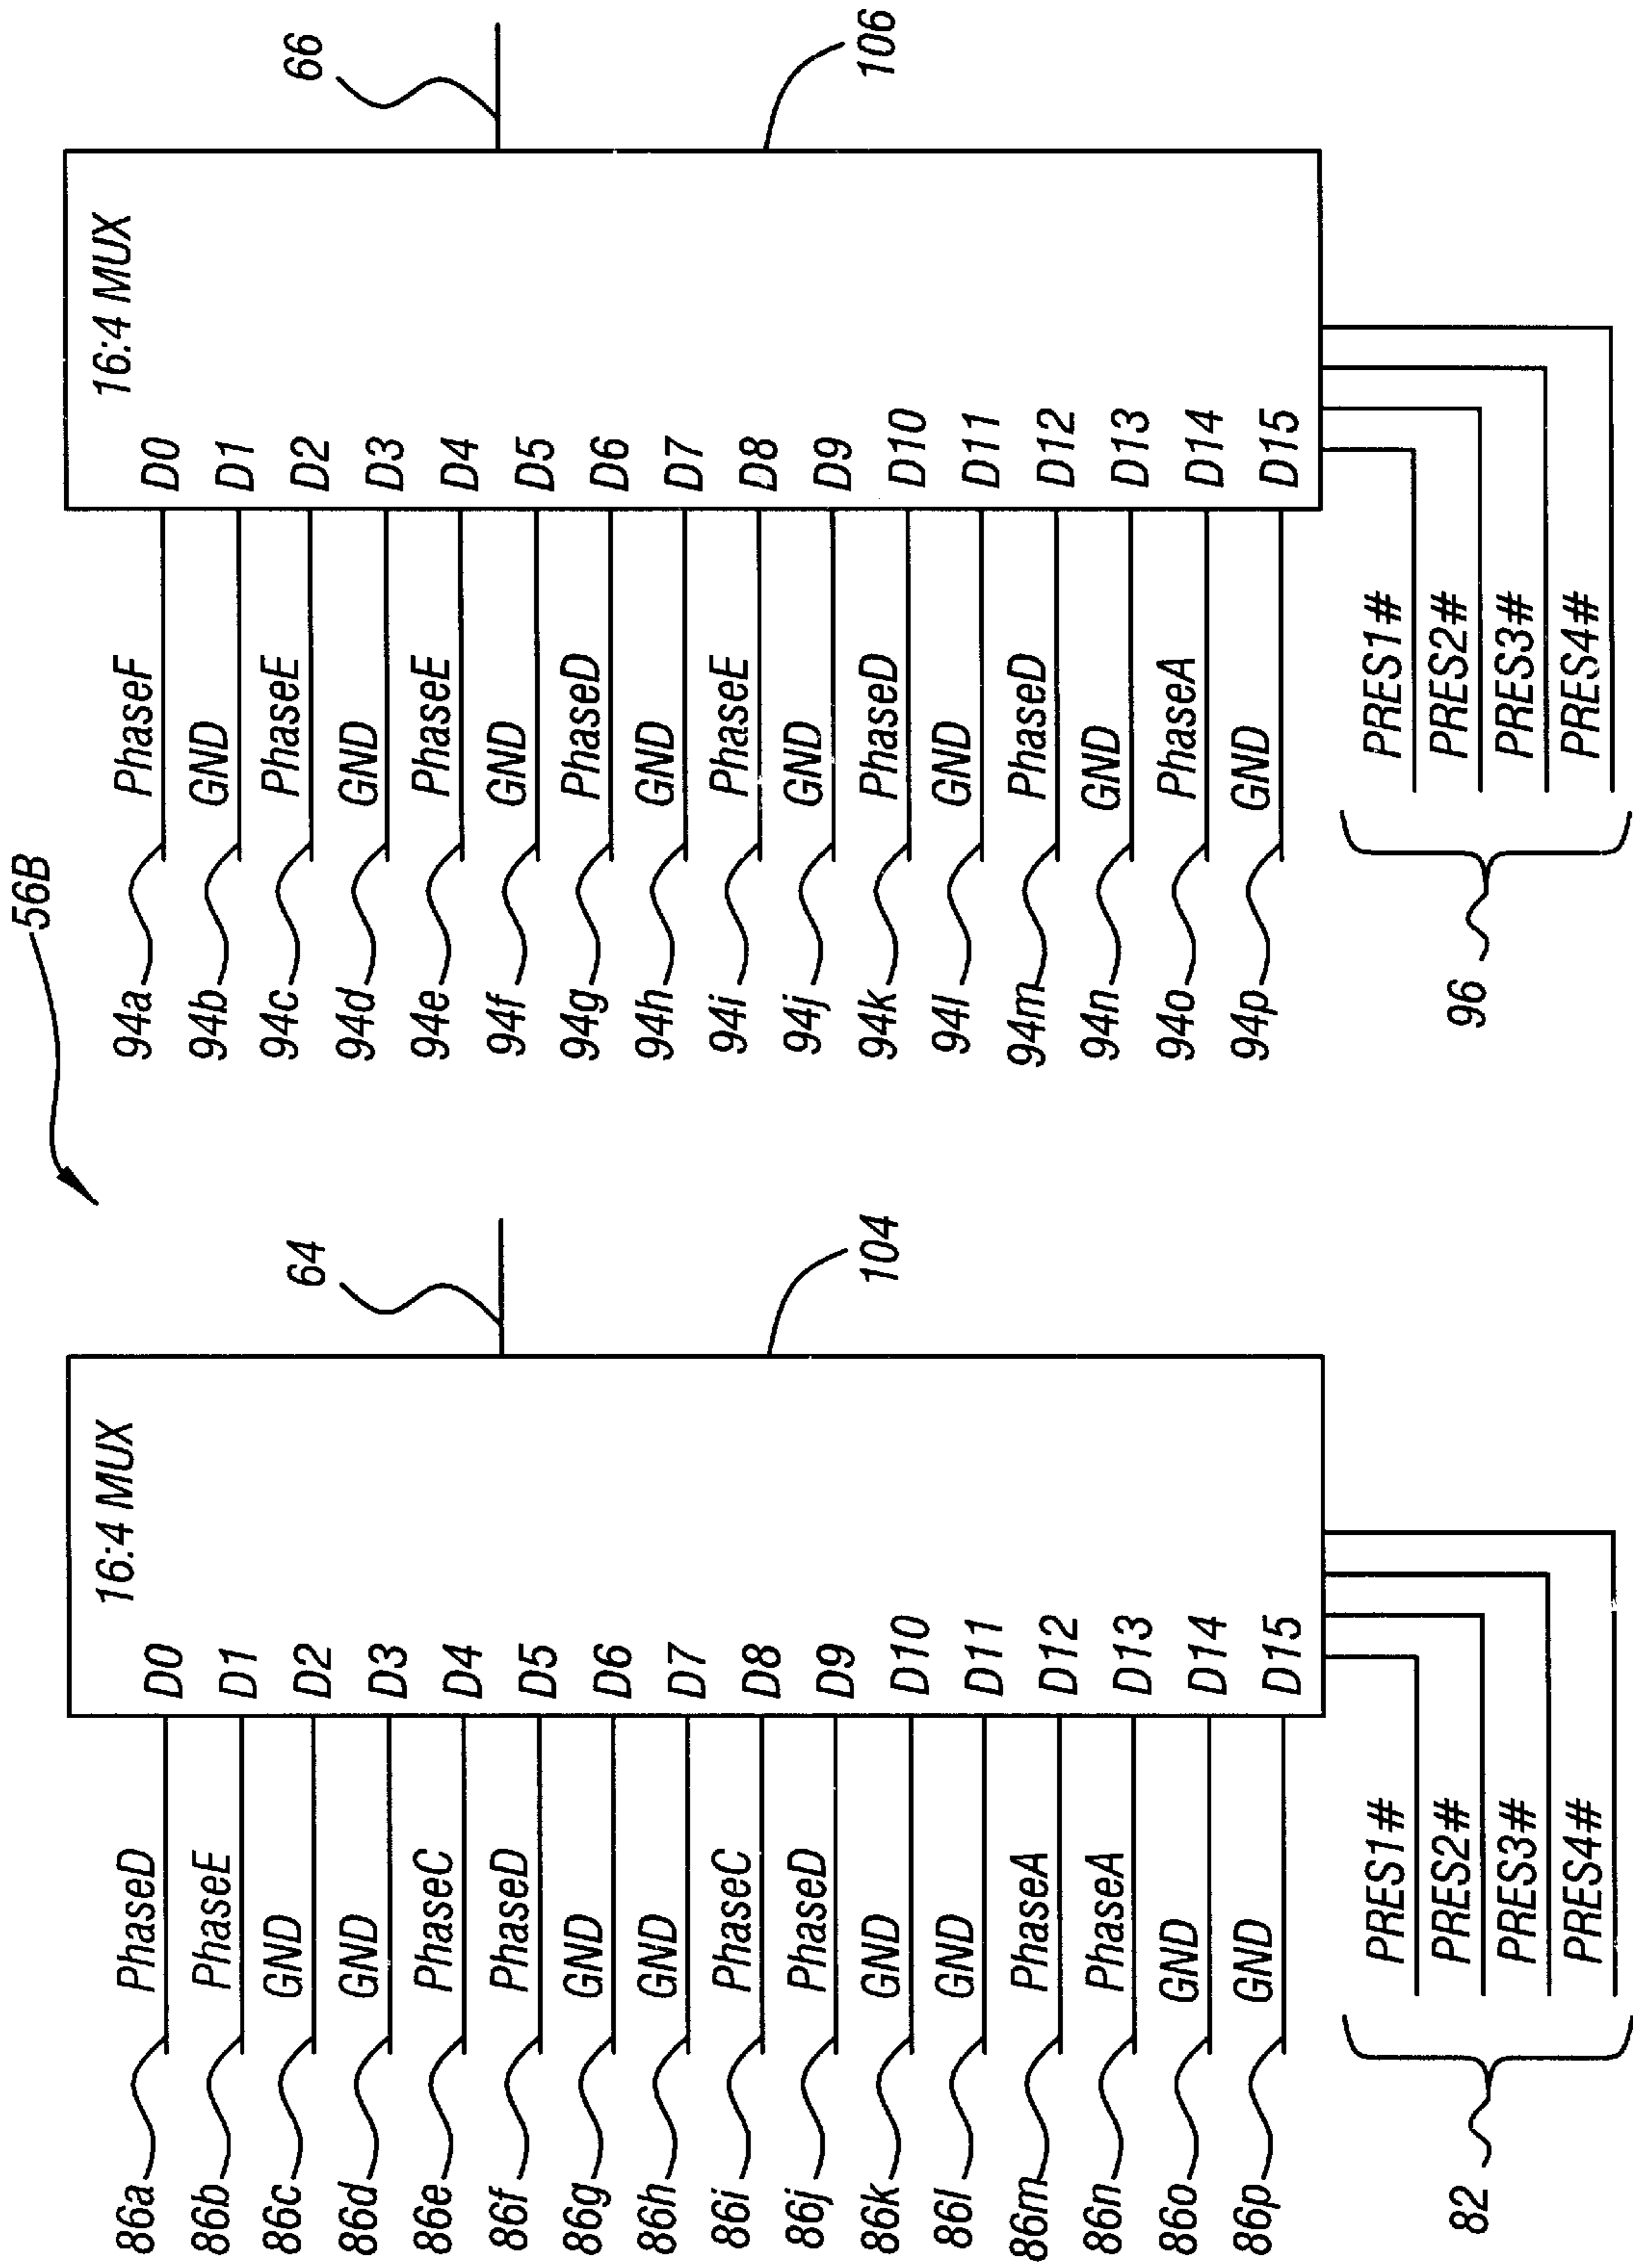 56B
64
104
16:4 MUX
86a PhaseD D0
86b PhaseE D1
86c GND D2
86d GND D3
86e PhaseC D4
86f PhaseD D5
86g GND D6
86h GND D7
86i PhaseC D8
86j PhaseD D9
86k GND D10
86l GND D11
86m PhaseA D12
86n PhaseA D13
86o GND D14
86p GND D15
82
PRES1#
PRES2#
PRES3#
PRES4#
66
106
16:4 MUX
94a PhaseF D0
94b GND D1
94c PhaseE D2
94d GND D3
94e PhaseE D4
94f GND D5
94g PhaseD D6
94h GND D7
94i PhaseE D8
94j GND D9
94k PhaseD D10
94l GND D11
94m PhaseD D12
94n GND D13
94o PhaseA D14
94p GND D15
96
PRES1#
PRES2#
PRES3#
PRES4#